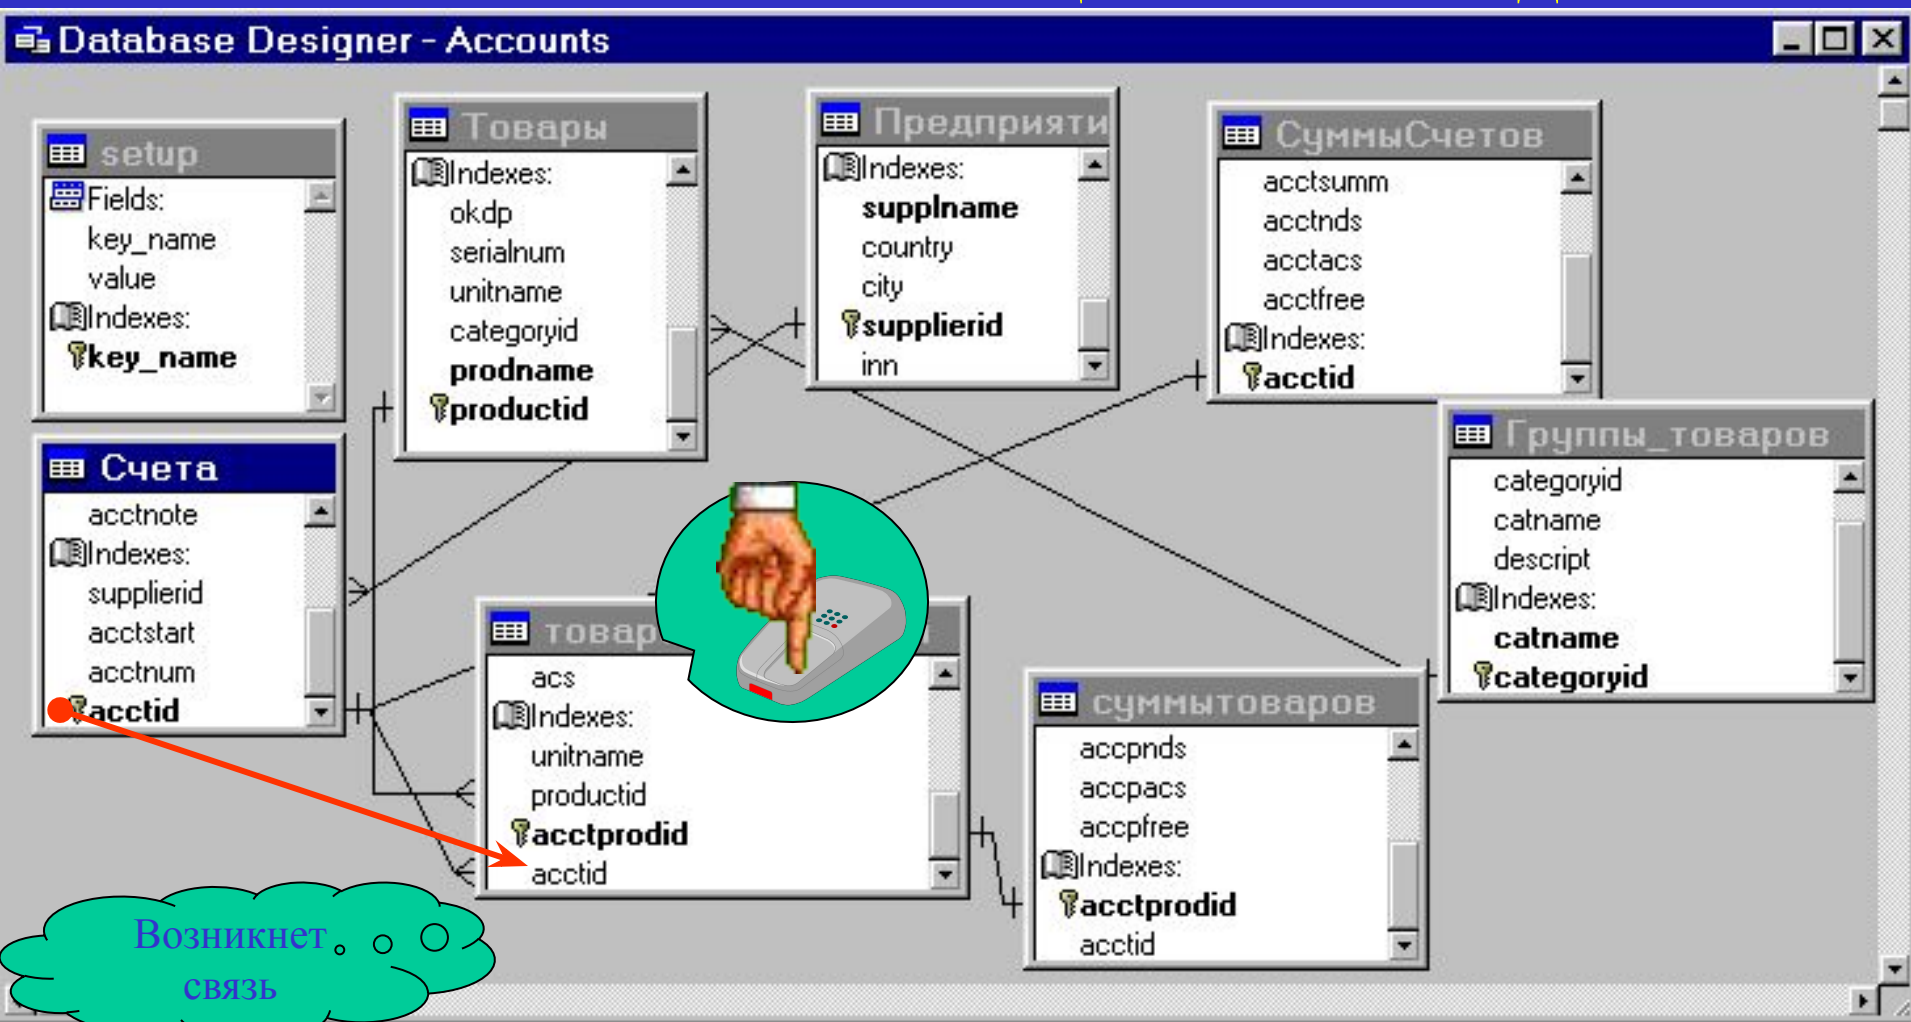 Database Designer - Accounts
setup
Fields:
key_name
value
Indexes:
key_name
Товары
Indexes:
okdp
serialnum
unitname
categoryid
prodname
productid
Предприяти
Indexes:
supplname
country
city
supplierid
inn
СуммыСчетов
acctsumm
acctnds
acctacs
acctfree
Indexes:
acctid
Группы_товаров
categoryid
catname
descript
Indexes:
catname
categoryid
Счета
acctnote
Indexes:
supplierid
acctstart
acctnum
acctid
товар
acs
Indexes:
unitname
productid
acctprodid
acctid
суммытоваров
accpnds
accpacs
accpfree
Indexes:
acctprodid
acctid
Возникнет
связь